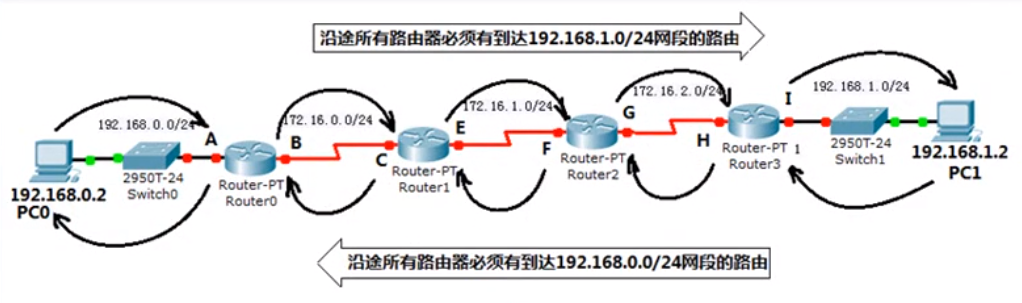 沿途所有路由器必须有到达192.168.1.0/24网段的路由
192.168.0.0/24
A
B
172.16.0.0/24
C
E
172.16.1.0/24
F
G
172.16.2.0/24
H
I
192.168.1.0/24
192.168.0.2
PC0
2950T-24
Switch0
Router-PT
Router0
Router-PT
Router1
Router-PT
Router2
Router-PT 1
Router3
2950T-24
Switch1
192.168.1.2
PC1
沿途所有路由器必须有到达192.168.0.0/24网段的路由